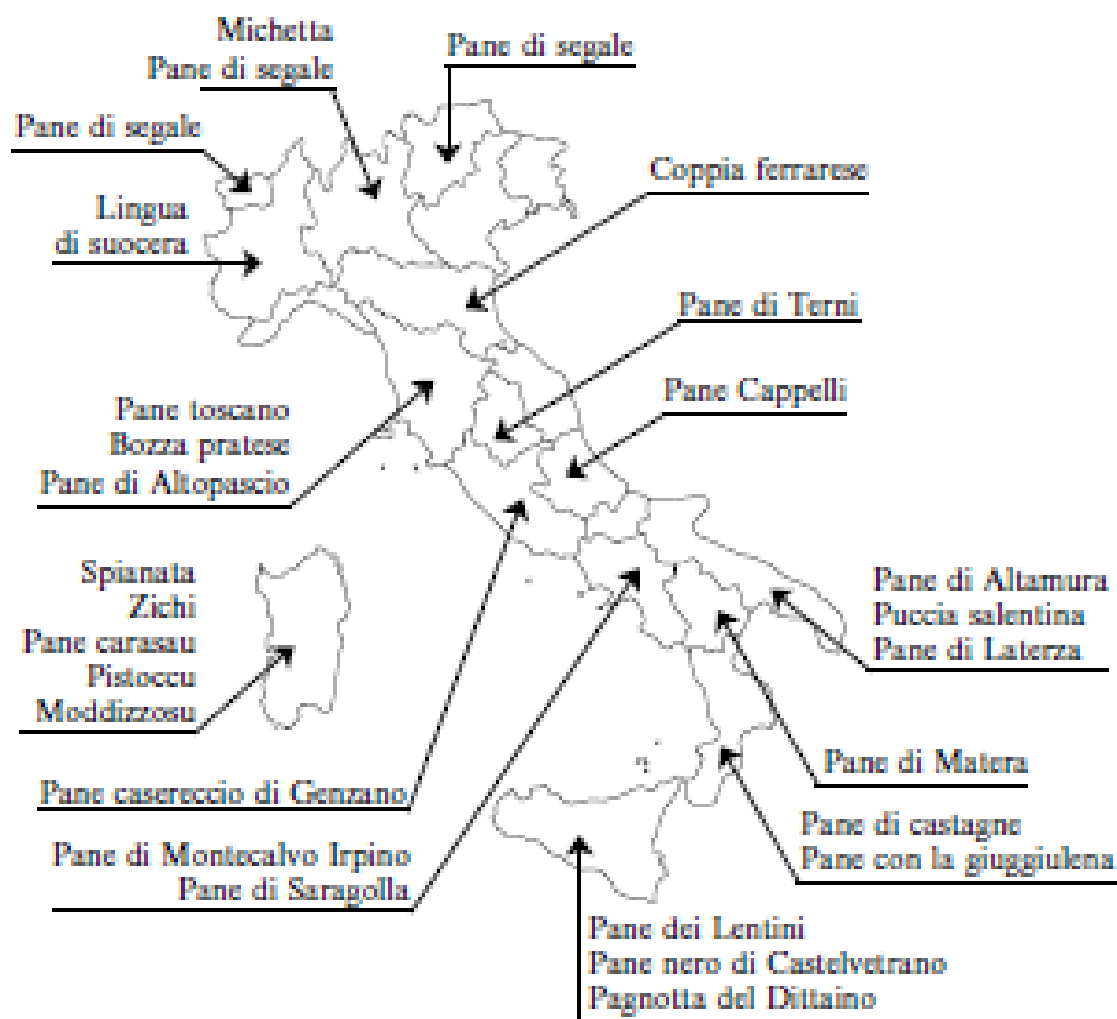 Michetta
Pane di segale
Pane di segale
Pane di segale
Coppia ferrarese
Lingua
di suocera
Pane di Terni
Pane Cappelli
Pane toscano
Bozza pratese
Pane di Altopascio
Spianata
Zichi
Pane carasau
Pistoccu
Moddizzosu
Pane di Altamura
Puccia salentina
Pane di Laterza
Pane di Matera
Pane casereccio di Genzano
Pane di castagne
Pane con la giuggiulena
Pane di Montecalvo Irpino
Pane di Saragolla
Pane dei Lentini
Pane nero di Castelvetrano
Pagnotta del Dittaino